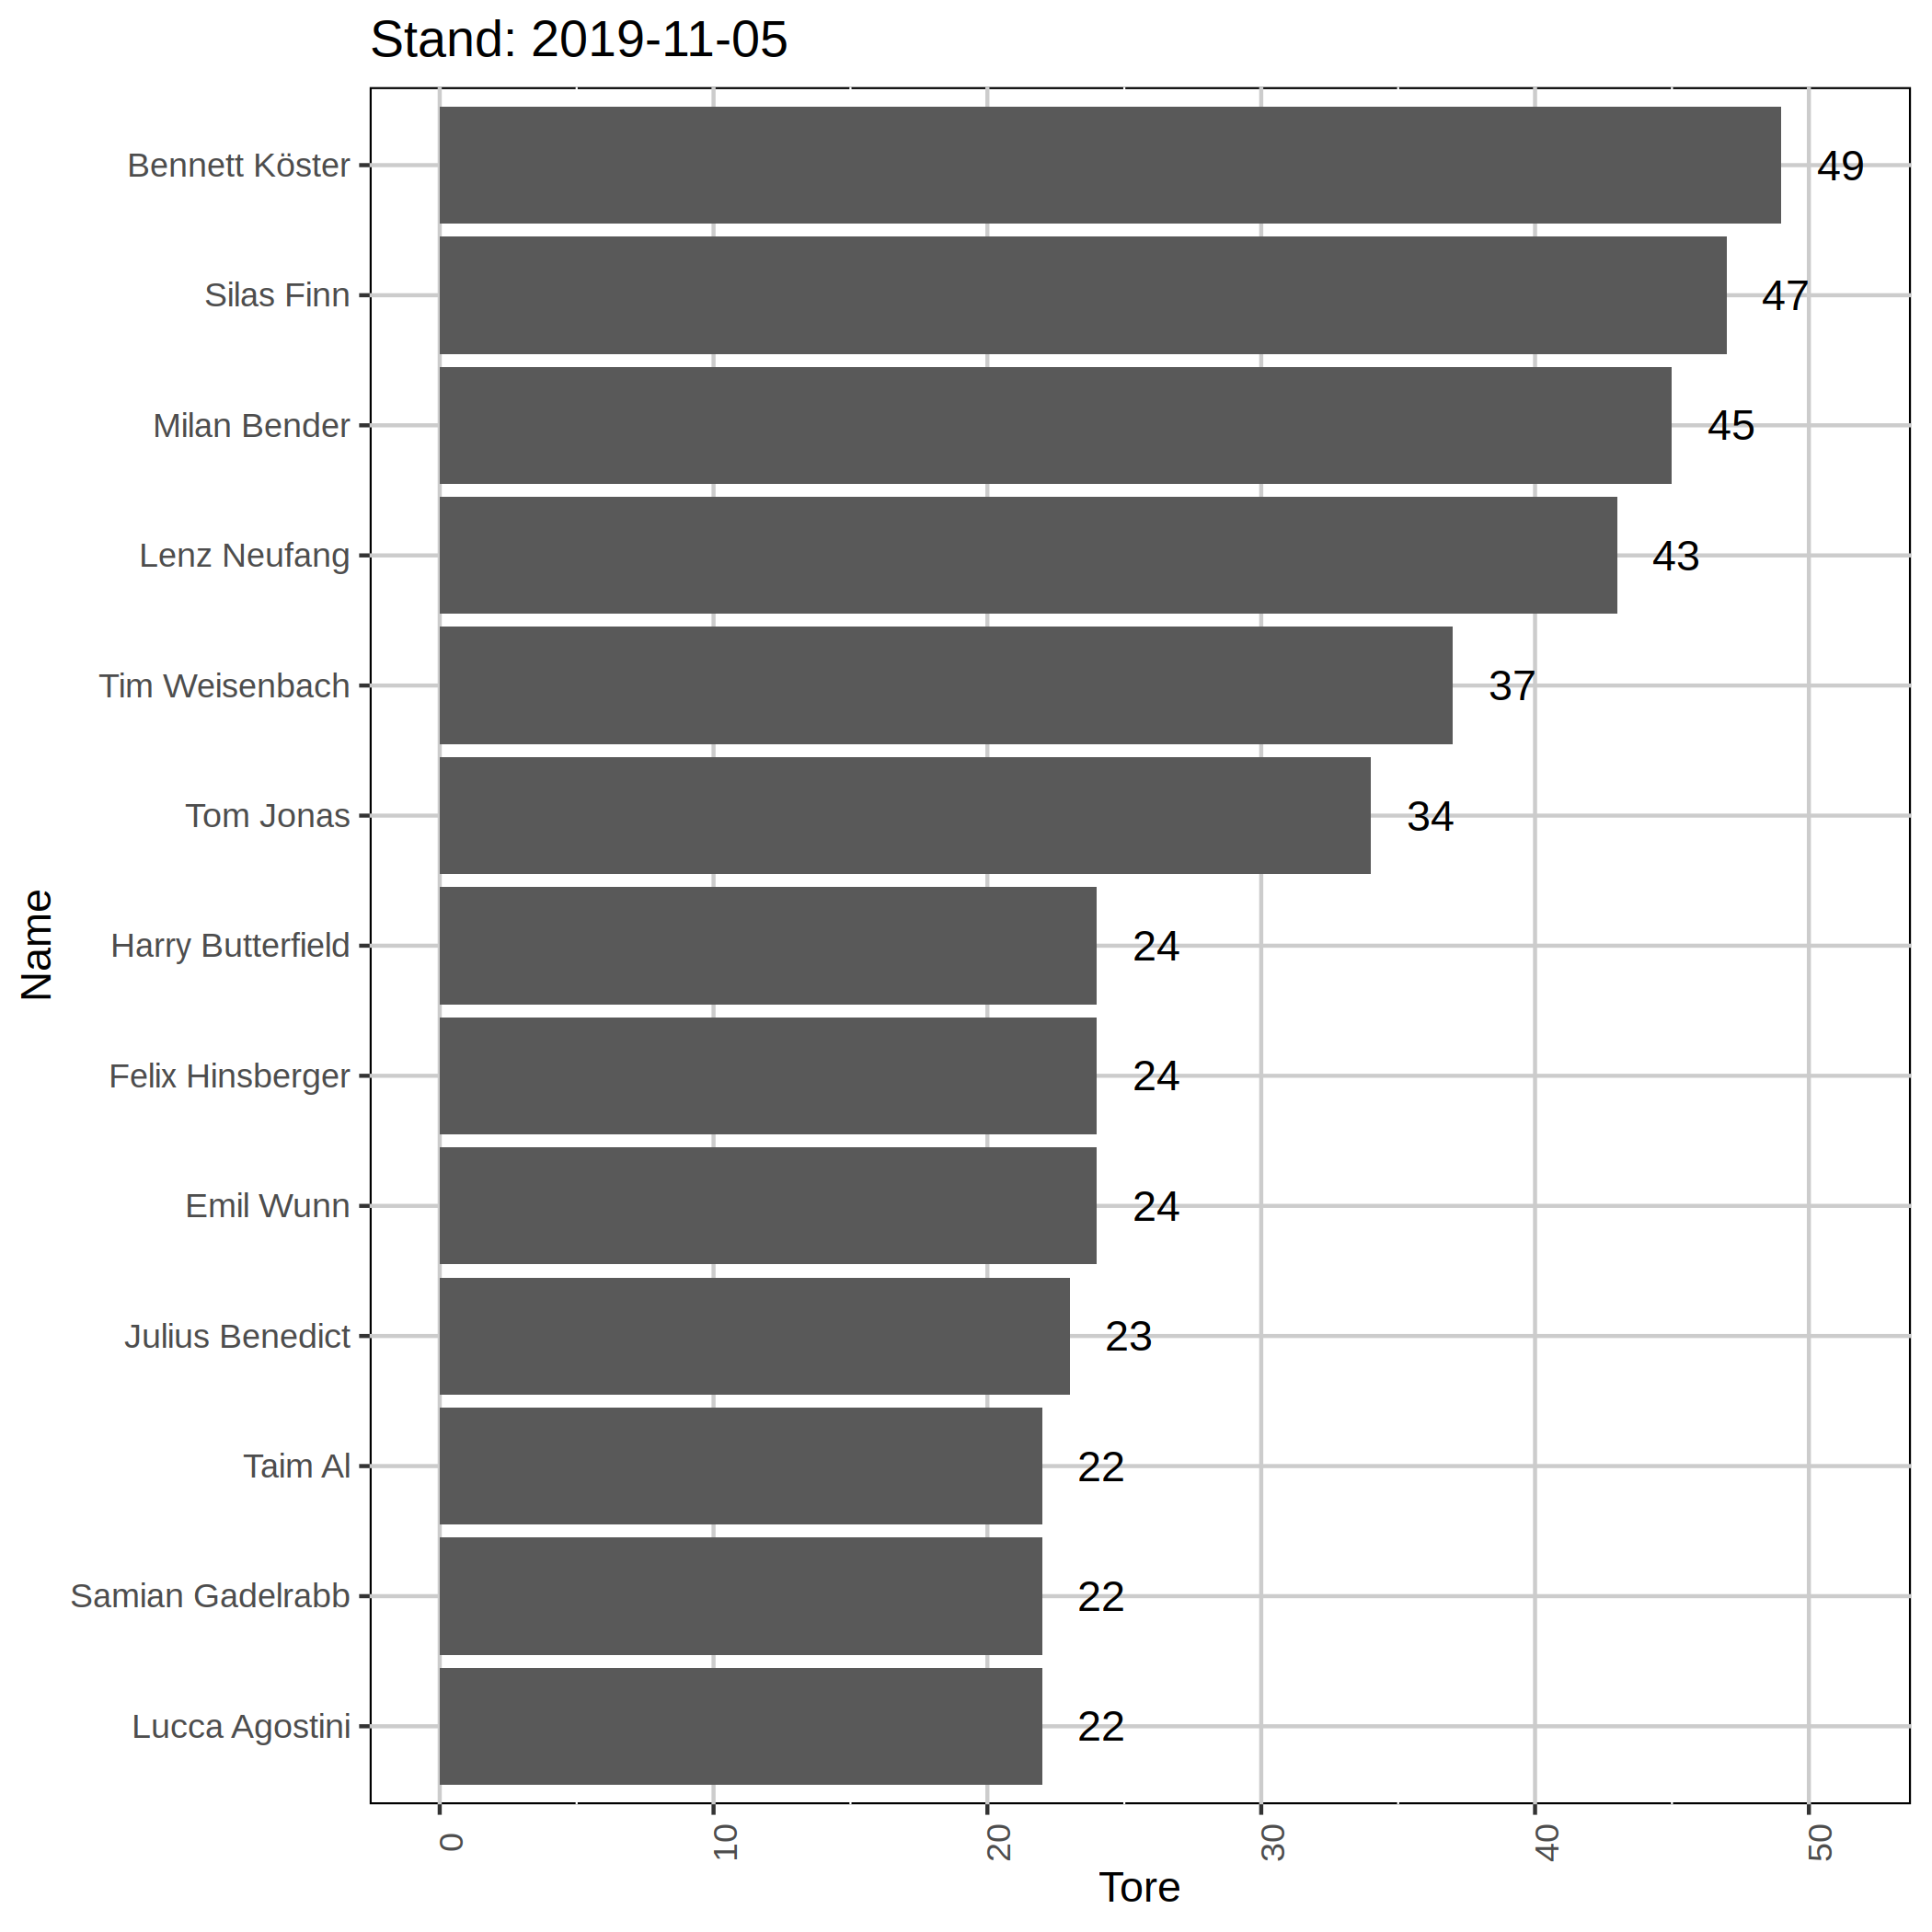 Stand: 2019-11-05
Name
Bennett Köster 49
Silas Finn 47
Milan Bender 45
Lenz Neufang 43
Tim Weisenbach 37
Tom Jonas 34
Harry Butterfield 24
Felix Hinsberger 24
Emil Wunn 24
Julius Benedict 23
Taim Al 22
Samian Gadelrabb 22
Lucca Agostini 22
0 10 20 30 40 50
Tore